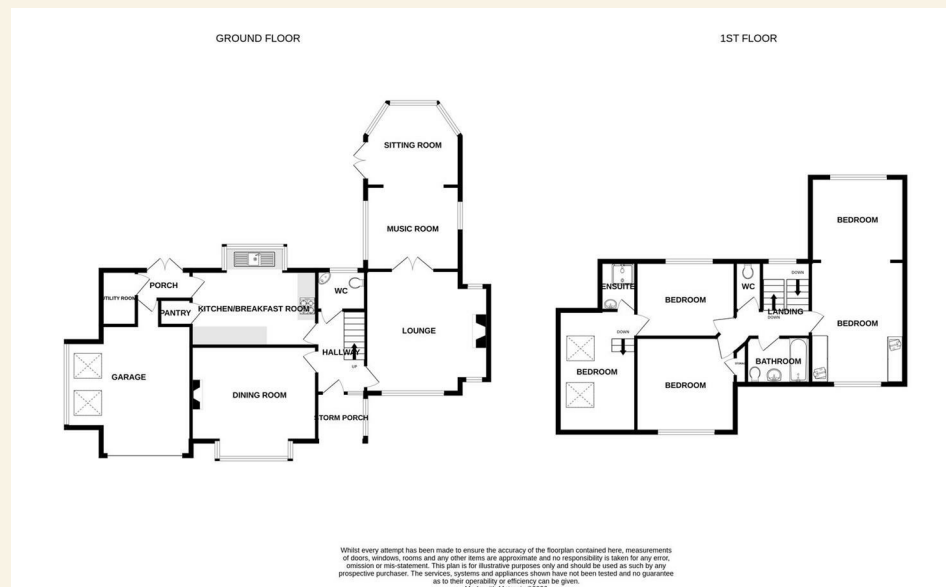 GROUND FLOOR
1ST FLOOR
SITTING ROOM
MUSIC ROOM
PORCH
UTILITY ROOM
PANTRY
KITCHEN/BREAKFAST ROOM
WC
LOUNGE
HALLWAY
UP
GARAGE
DINING ROOM
STORM PORCH
BEDROOM
ENSUITE
BEDROOM
WC
DOWN
LANDING
DOWN
BEDROOM
DOWN
BEDROOM
BEDROOM
BATHROOM
Whilst every attempt has been made to ensure the accuracy of the floorplan contained here, measurements
of doors, windows, rooms and any other items are approximate and no responsibility is taken for any error,
omission or mis-statement. This plan is for illustrative purposes only and should be used as such by any
prospective purchaser. The services, systems and appliances shown have not been tested and no guarantee
as to their operability or efficiency can be given.